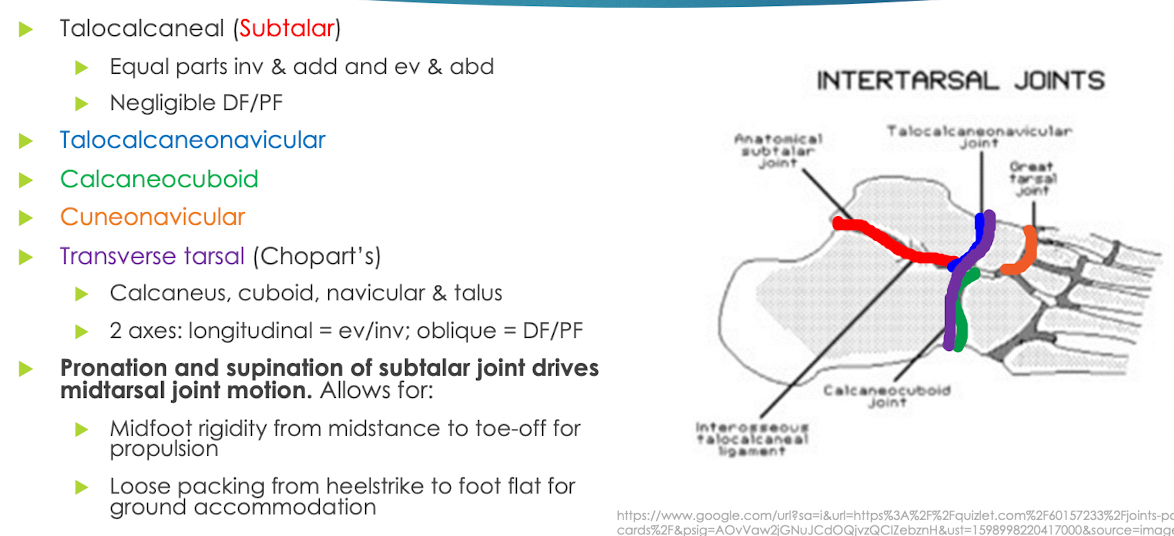 Talocalcaneal (Subtalar)
Equal parts inv & add and ev & abd
Negligible DF/PF
Talocalcaneonavicular
Calcaneocuboid
Cuneonavicular
Transverse tarsal (Chopart's)
Calcaneus, cuboid, navicular & talus
2 axes: longitudinal = ev/inv; oblique = DF/PF
Pronation and supination of subtalar joint drives
midtarsal joint motion. Allows for:
Midfoot rigidity from midstance to toe-off for
propulsion
Loose packing from heelstrike to foot flat for
ground accommodation
INTERTARSAL JOINTS
Anatomical
subtalar
joint
Talocalcaneonavicular
joint
Great
tarsal
joint
Calcaneocuboid
joint
Interosseous
talocalcaneal
ligament
https://www.google.com/url?sa=i&url=https%3A%2F%2Fquizlet.com%2F60157233%2Fjoints-pa
cards%2F&psig=AOvVaw2jGNuJCdOQjvzQCIZebznH&ust=1598998220417000&source=image